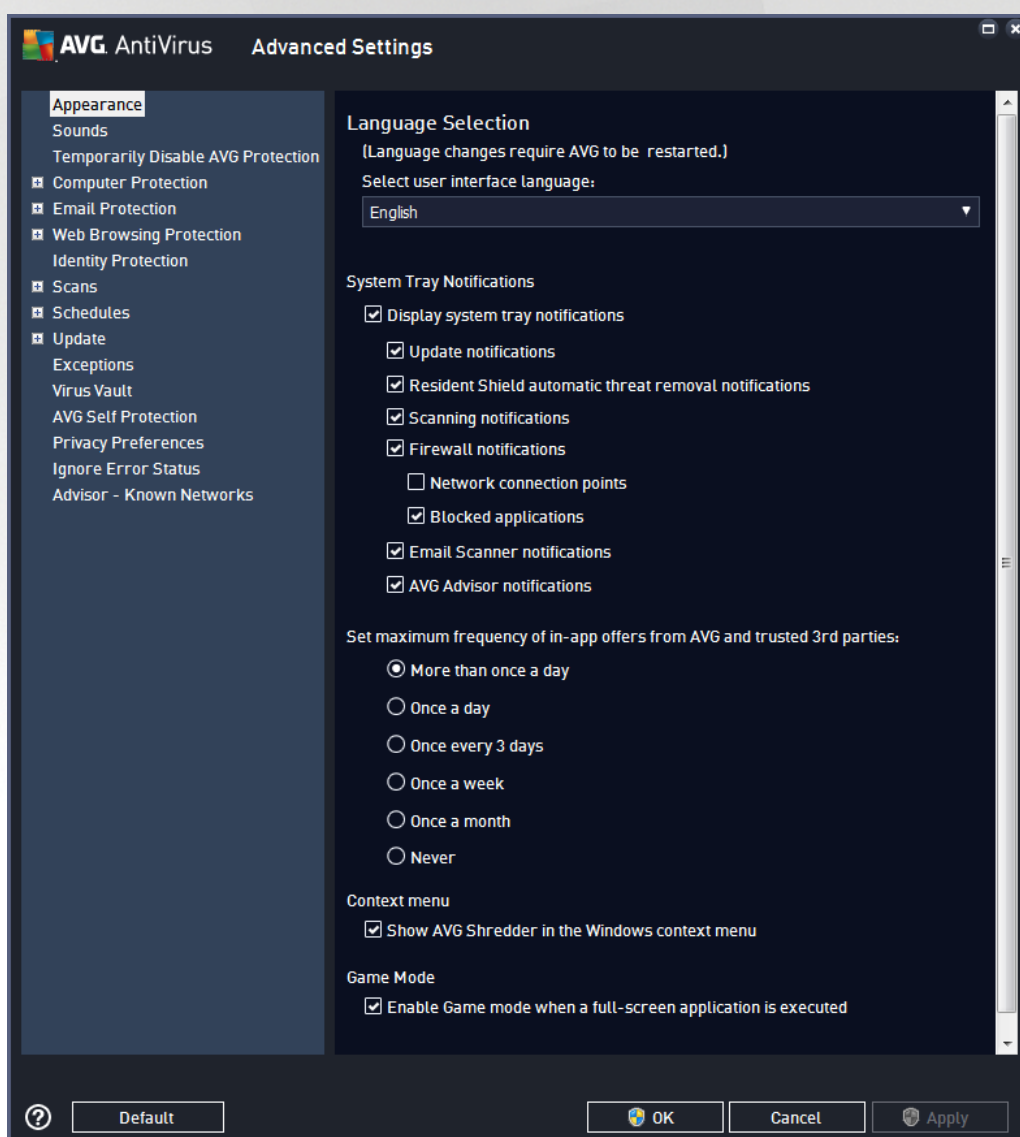 AVG. AntiVirus Advanced Settings
Appearance
Sounds
Temporarily Disable AVG Protection
Computer Protection
Email Protection
Web Browsing Protection
Identity Protection
Scans
Schedules
Update
Exceptions
Virus Vault
AVG Self Protection
Privacy Preferences
Ignore Error Status
Advisor - Known Networks
Language Selection
(Language changes require AVG to be restarted.)
Select user interface language:
English
System Tray Notifications
Display system tray notifications
Update notifications
Resident Shield automatic threat removal notifications
Scanning notifications
Firewall notifications
Network connection points
Blocked applications
Email Scanner notifications
AVG Advisor notifications
Set maximum frequency of in-app offers from AVG and trusted 3rd parties:
More than once a day
Once a day
Once every 3 days
Once a week
Once a month
Never
Context menu
Show AVG Shredder in the Windows context menu
Game Mode
Enable Game mode when a full-screen application is executed
? Default OK Cancel Apply